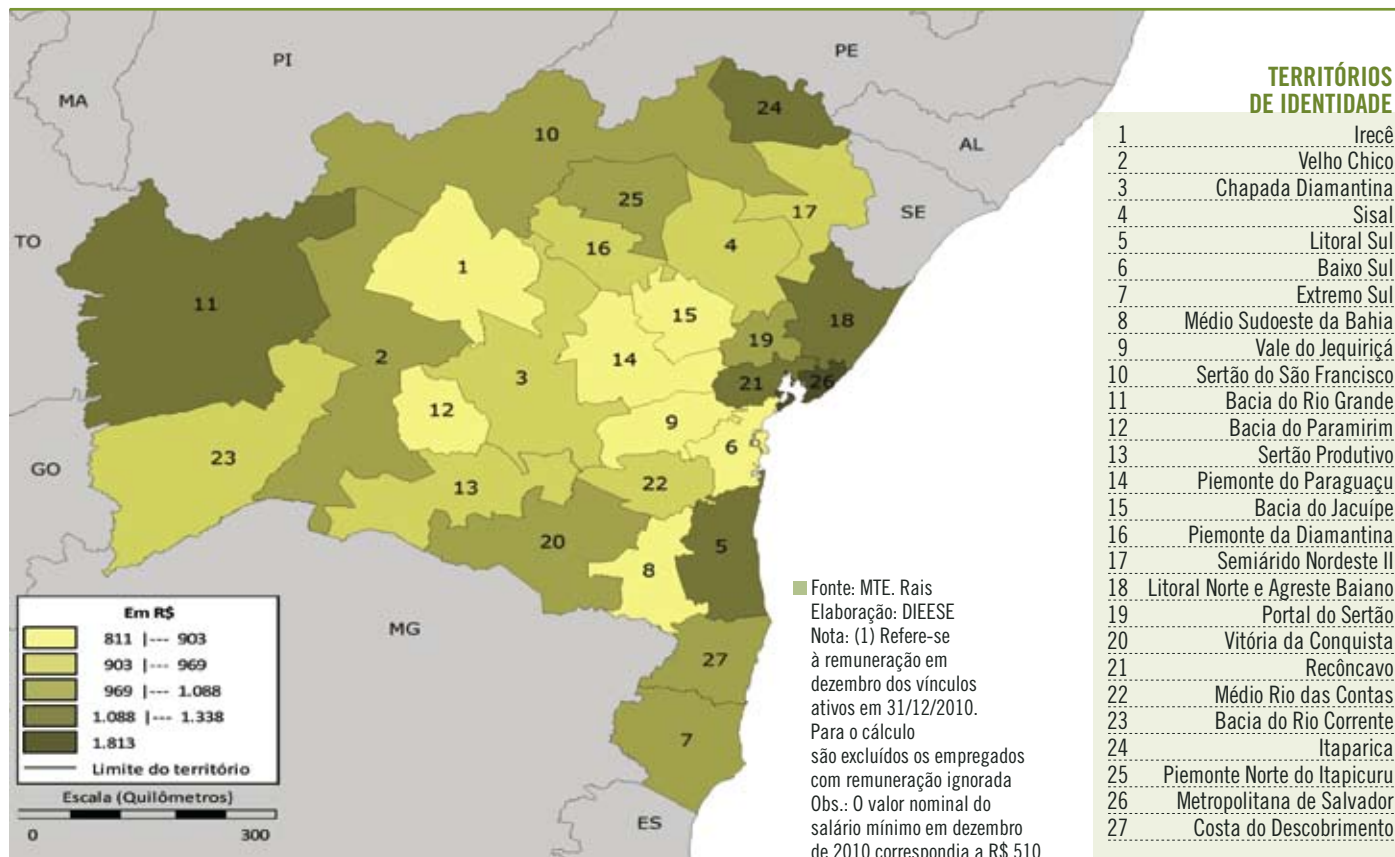 PI
PE
MA
AL
SE
TO
GO
MG
ES
10
24
25
17
16
4
1
11
15
18
19
2
14
3
21
26
12
9
6
23
13
22
20
5
8
27
7
Em R$
811 |--- 903
903 |--- 969
969 |--- 1.088
1.088 |--- 1.338
1.813
Limite do território
Escala (Quilômetros)
0 300
Fonte: MTE. Rais
Elaboração: DIEESE
Nota: (1) Refere-se
à remuneração em
dezembro dos vínculos
ativos em 31/12/2010.
Para o cálculo
são excluídos os empregados
com remuneração ignorada
Obs.: O valor nominal do
salário mínimo em dezembro
de 2010 correspondia a R$ 510
TERRITÓRIOS
DE IDENTIDADE
1 Irecê
2 Velho Chico
3 Chapada Diamantina
4 Sisal
5 Litoral Sul
6 Baixo Sul
7 Extremo Sul
8 Médio Sudoeste da Bahia
9 Vale do Jequiriçá
10 Sertão do São Francisco
11 Bacia do Rio Grande
12 Bacia do Paramirim
13 Sertão Produtivo
14 Piemonte do Paraguaçu
15 Bacia do Jacuípe
16 Piemonte da Diamantina
17 Semiárido Nordeste II
18 Litoral Norte e Agreste Baiano
19 Portal do Sertão
20 Vitória da Conquista
21 Recôncavo
22 Médio Rio das Contas
23 Bacia do Rio Corrente
24 Itaparica
25 Piemonte Norte do Itapicuru
26 Metropolitana de Salvador
27 Costa do Descobrimento